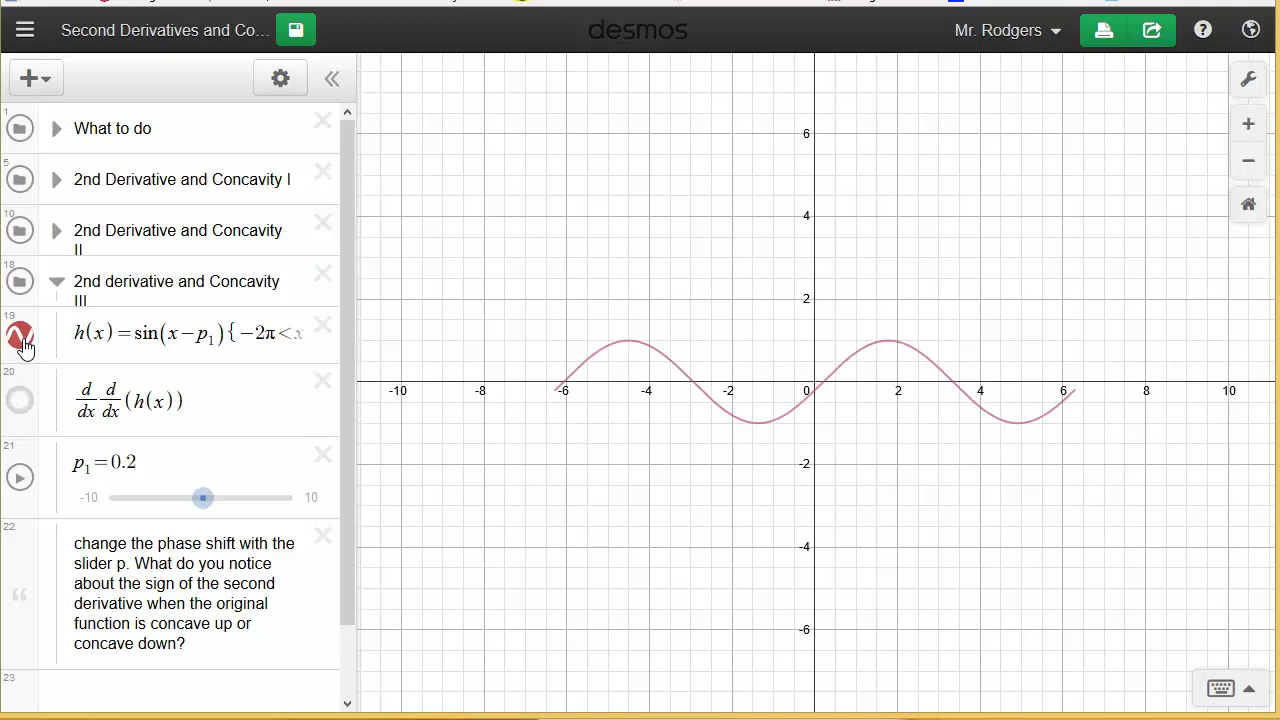 Second Derivatives and Co...
desmos
Mr. Rodgers
1
What to do
5
2nd Derivative and Concavity I
10
2nd Derivative and Concavity
II
18
2nd derivative and Concavity
III
19
h(x)=sin(x−p₁){−2π<x
20
d/dx d/dx (h(x))
21
p₁=0.2
-10 10
22
change the phase shift with the
slider p. What do you notice
about the sign of the second
derivative when the original
function is concave up or
concave down?
23
6
4
2
-10 -8 -6 -4 -2 0 2 4 6 8 10
-2
-4
-6